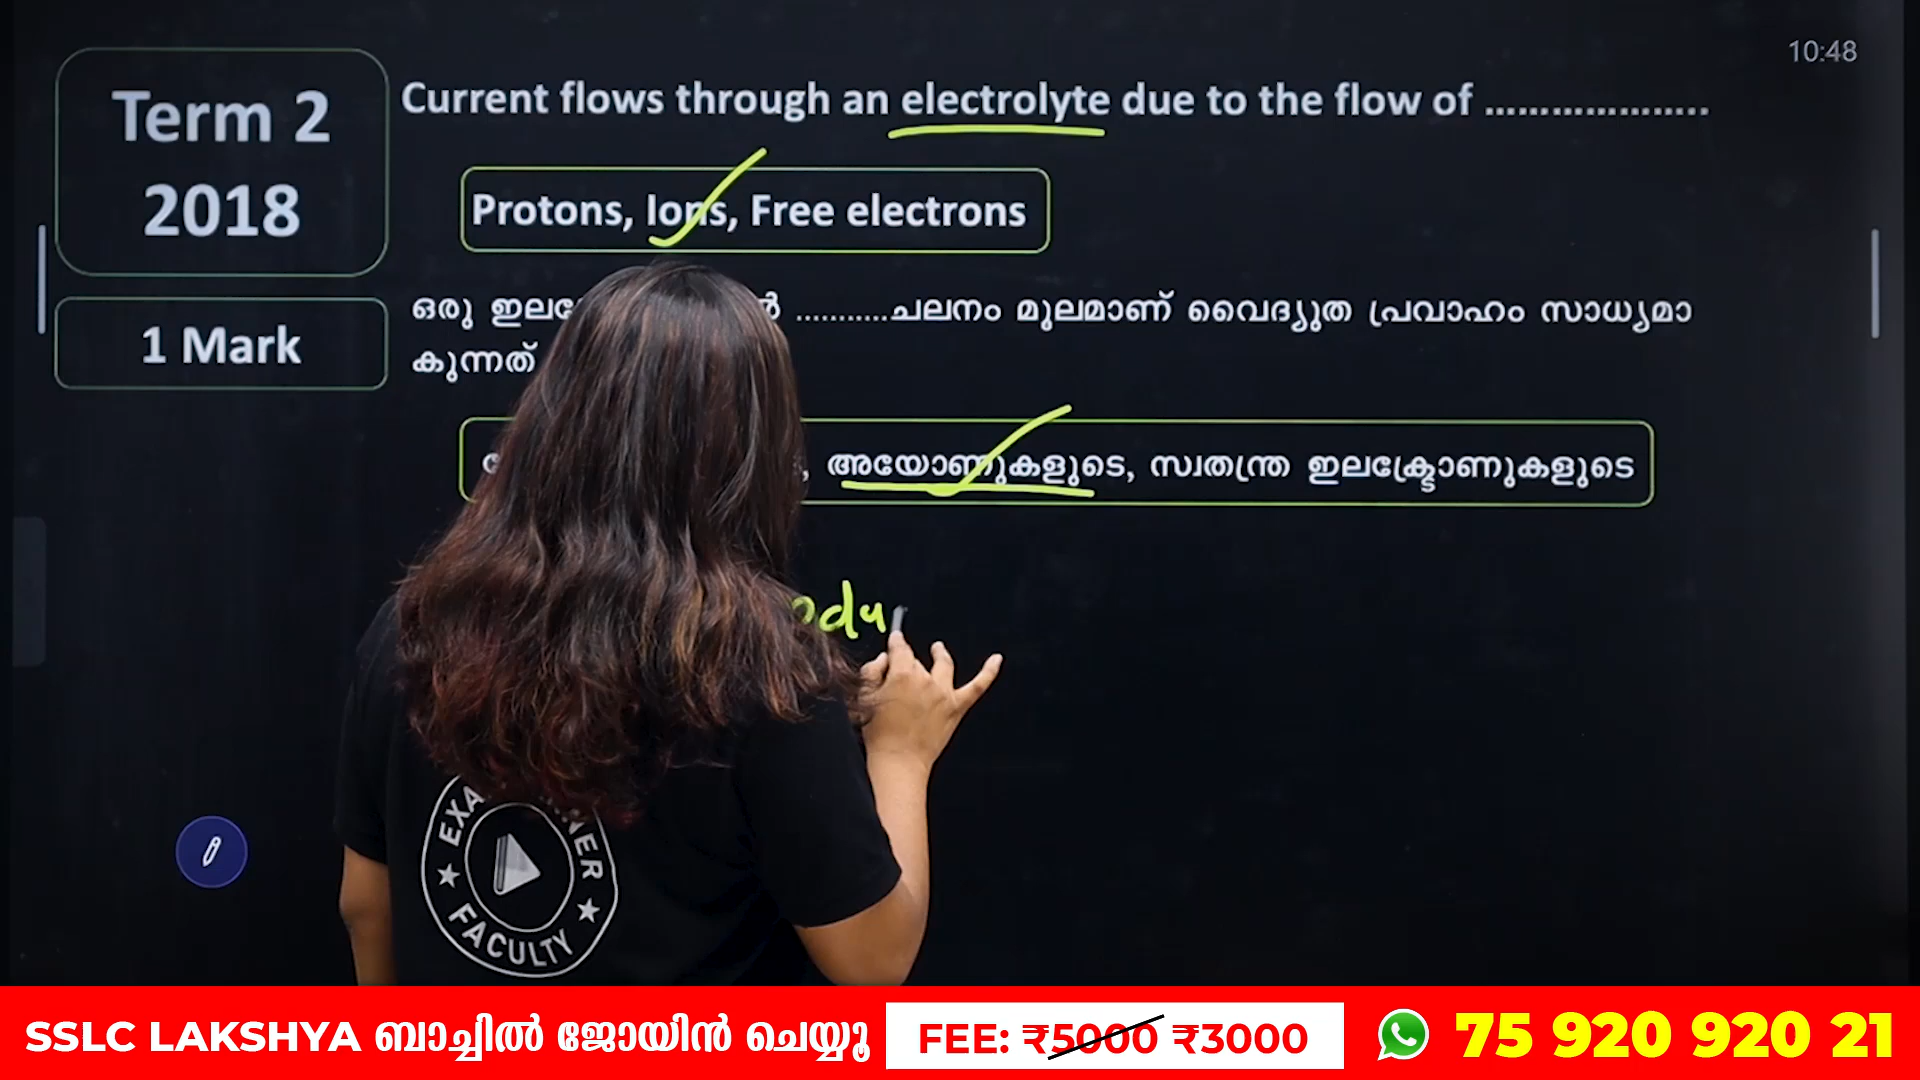 10:48
Term 2
2018
Current flows through an electrolyte due to the flow of ......................
Protons, Ions, Free electrons
1 Mark
ഒരു ...........ചലനം മൂലമാണ് വൈദ്യുത പ്രവാഹം സാധ്യമാ
കുന്നത്
അയോണുകളുടെ, സ്വതന്ത്ര ഇലക്ട്രോണുകളുടെ
FACULTY
SSLC LAKSHYA ബാച്ചിൽ ജോയിൻ ചെയ്യൂ
FEE: ₹5000 ₹3000
75 920 920 21